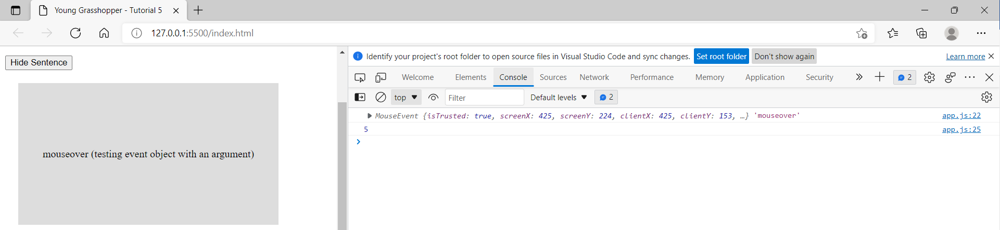 Young Grasshopper - Tutorial 5
127.0.0.1:5500/index.html
Hide Sentence
mouseover (testing event object with an argument)
Identify your project's root folder to open source files in Visual Studio Code and sync changes. Set root folder Don't show again Learn more
Welcome Elements Console Sources Network Performance Memory Application Security 2
top Filter Default levels 2
MouseEvent {isTrusted: true, screenX: 425, screenY: 224, clientX: 425, clientY: 153, …} 'mouseover' app.js:22
5 app.js:25